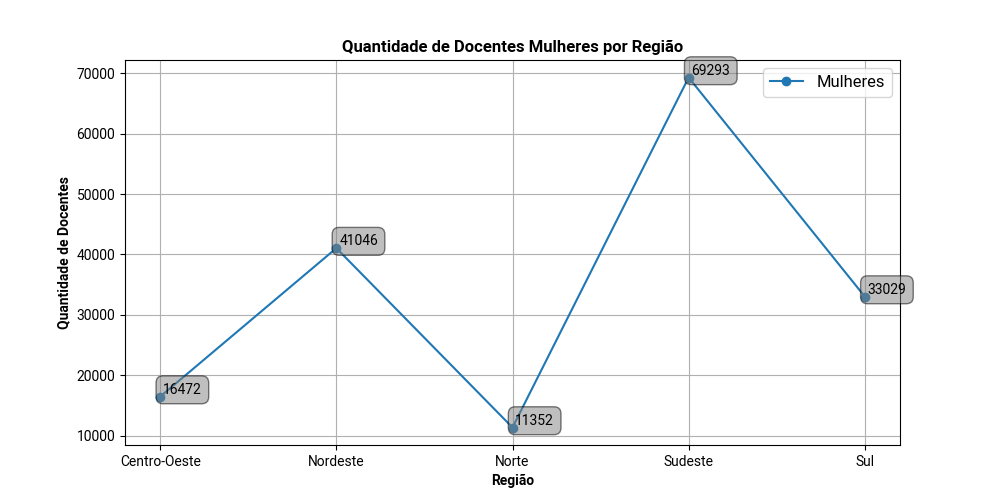 Quantidade de Docentes Mulheres por Região
Mulheres
Quantidade de Docentes
70000
60000
50000
40000
30000
20000
10000
16472
41046
11352
69293
33029
Centro-Oeste
Nordeste
Norte
Sudeste
Sul
Região